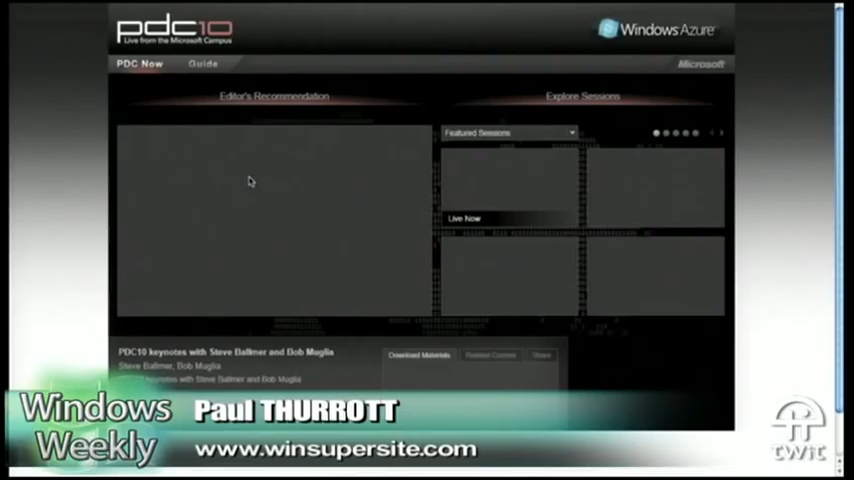 pdc10
Live from the Microsoft Campus
Windows Azure
PDC Now
Guide
Microsoft
Editor's Recommendation
Explore Sessions
Featured Sessions
Live Now
PDC10 keynotes with Steve Ballmer and Bob Muglia
Steve Ballmer, Bob Muglia
keynotes with Steve Ballmer and Bob Muglia
Download Materials
Related Content
Share
Windows
Weekly
Paul THURROTT
www.winsupersite.com
twit